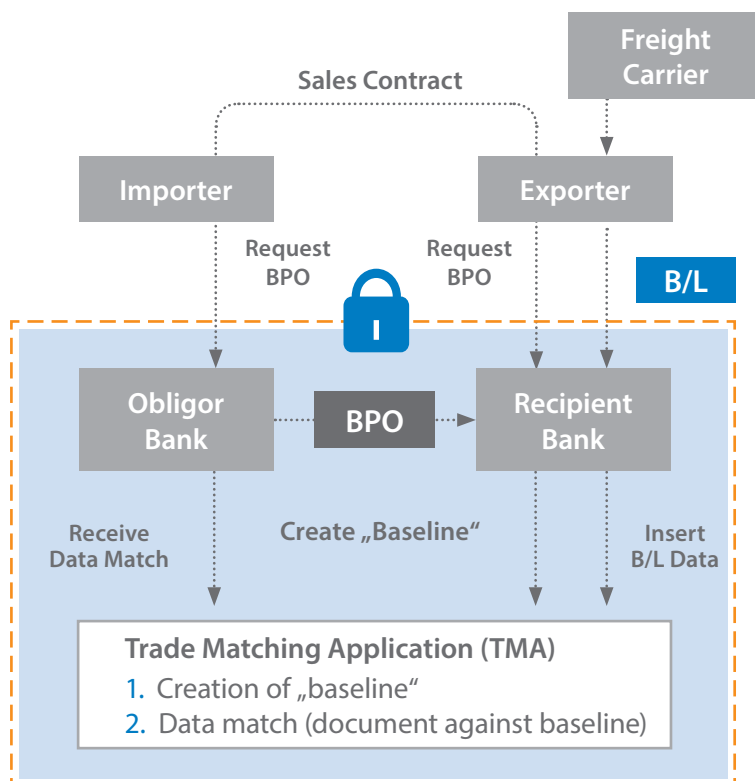 Freight
Carrier
Sales Contract
Importer
Exporter
Request
BPO
Request
BPO
B/L
Obligor
Bank
BPO
Recipient
Bank
Receive
Data Match
Create „Baseline“
Insert
B/L Data
Trade Matching Application (TMA)
1. Creation of „baseline“
2. Data match (document against baseline)